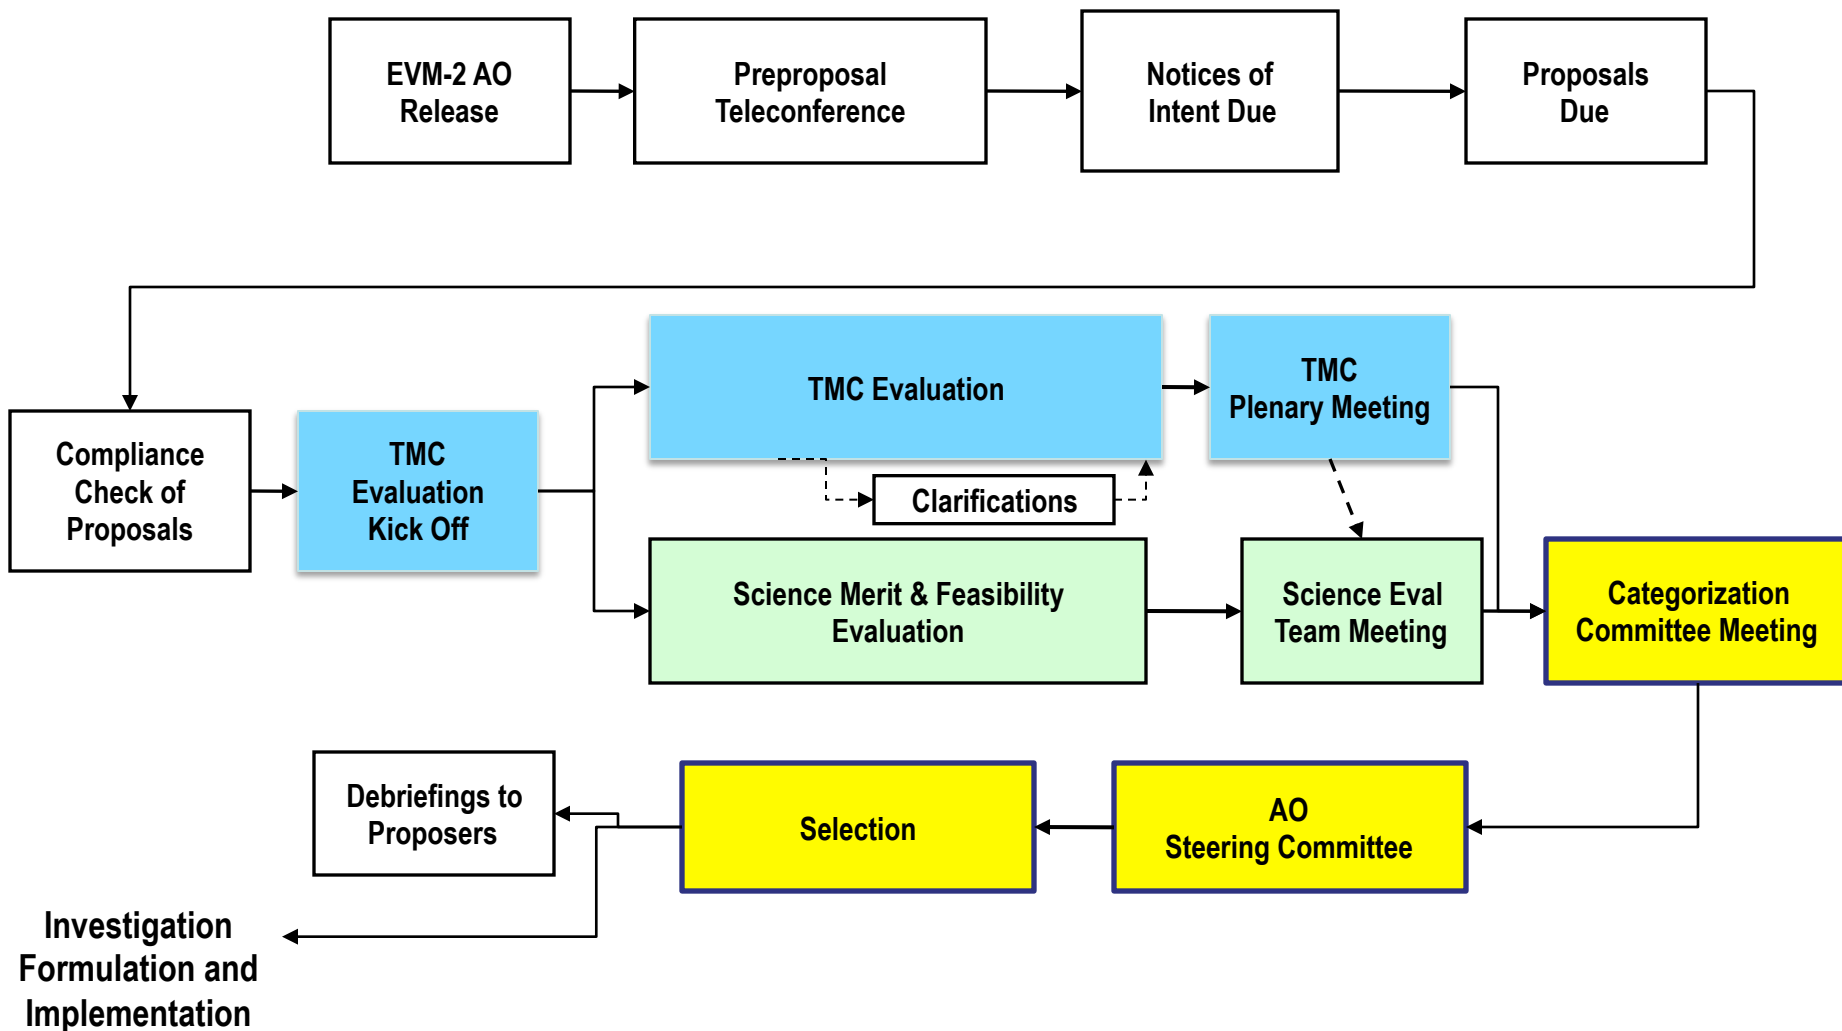 EVM-2 AO
Release
Preproposal
Teleconference
Notices of
Intent Due
Proposals
Due
Compliance
Check of
Proposals
TMC
Evaluation
Kick Off
TMC Evaluation
TMC
Plenary Meeting
Clarifications
Science Merit & Feasibility
Evaluation
Science Eval
Team Meeting
Categorization
Committee Meeting
Debriefings to
Proposers
Selection
AO
Steering Committee
Investigation
Formulation and
Implementation